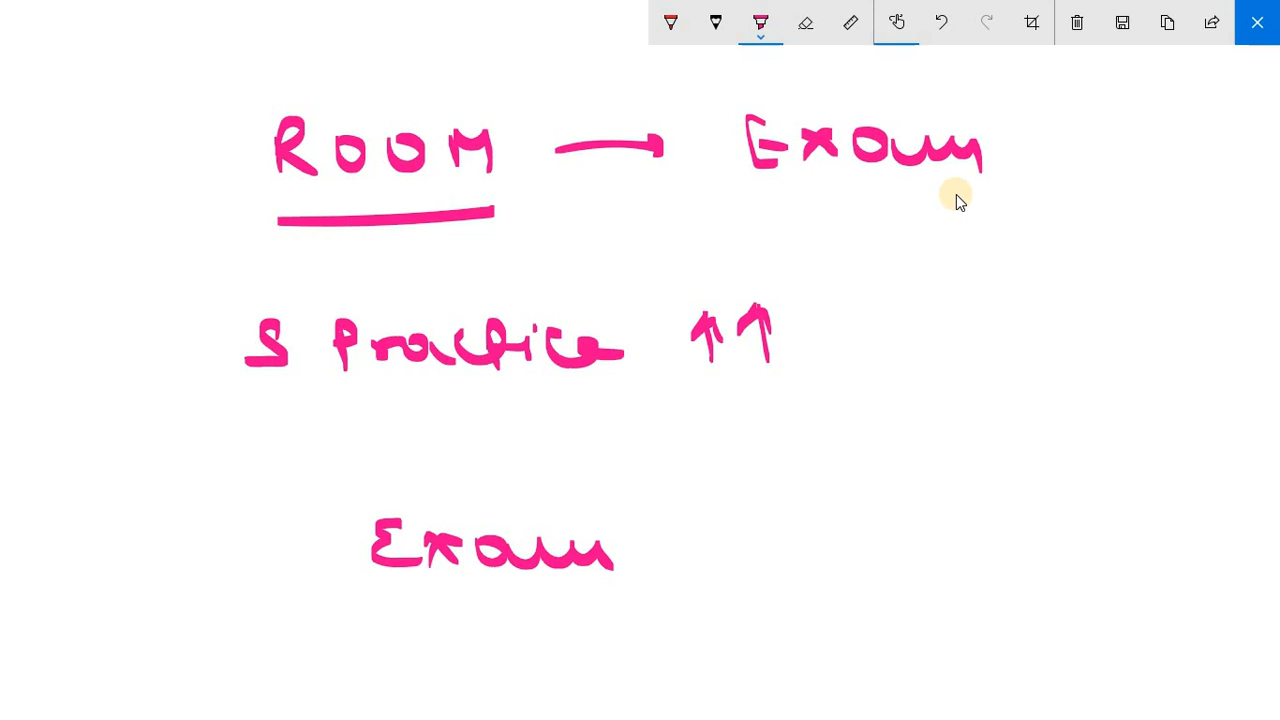 ROOM → Exam
S Practice ↑↑
Exam